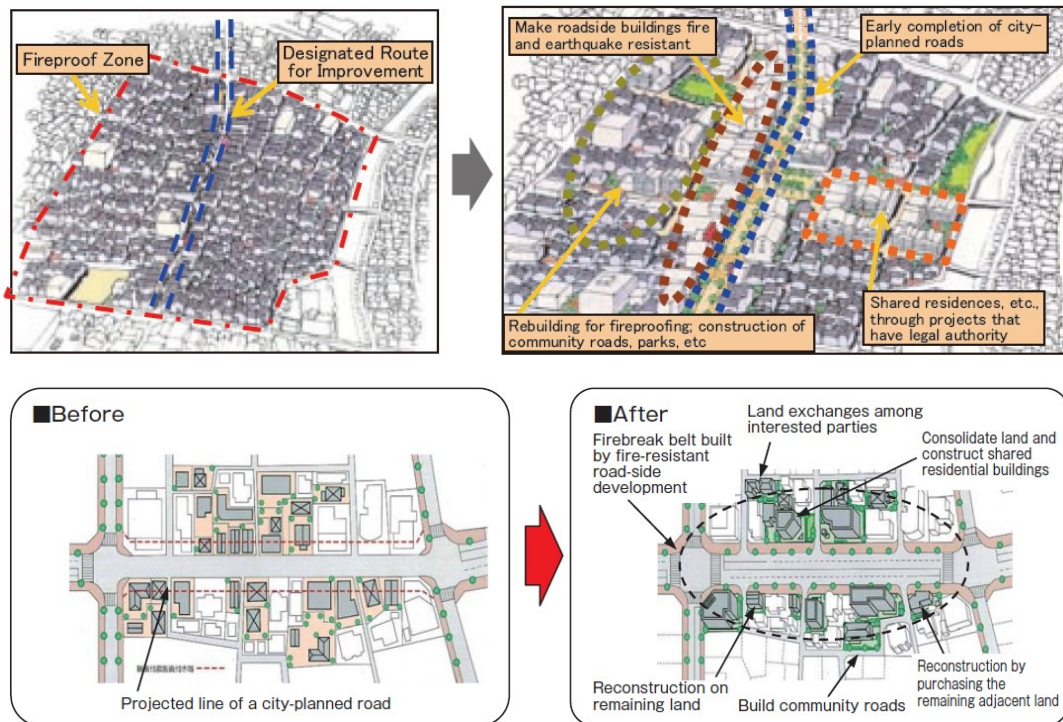 Fireproof Zone
Designated Route
for Improvement
Make roadside buildings fire
and earthquake resistant
Early completion of city-
planned roads
Rebuilding for fireproofing; construction of
community roads, parks, etc
Shared residences, etc.,
through projects that
have legal authority
■Before
Projected line of a city-planned road
■After
Land exchanges among
interested parties
Firebreak belt built
by fire-resistant
road-side
development
Consolidate land and
construct shared
residential buildings
Reconstruction on
remaining land
Build community roads
Reconstruction by
purchasing the
remaining adjacent land